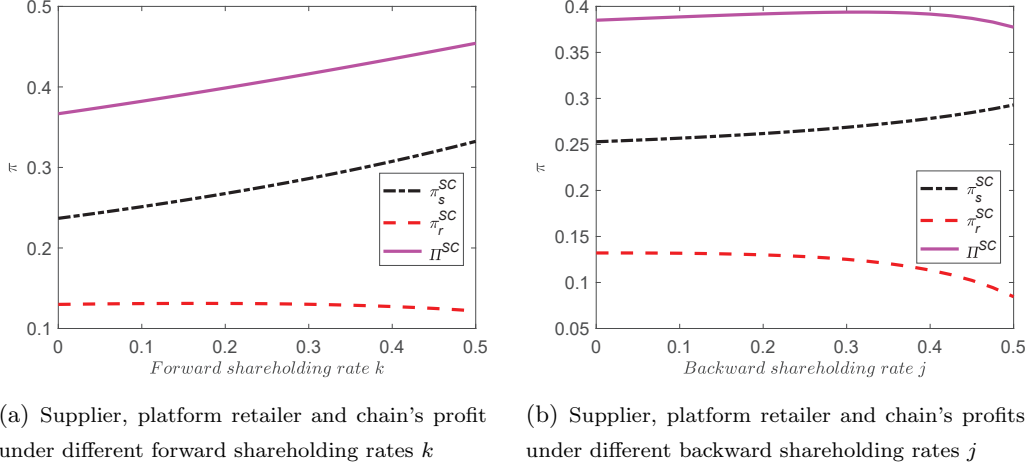 0.5
0.4
0.3
0.2
0.1
π
0 0.1 0.2 0.3 0.4 0.5
Forward shareholding rate k
π_s^SC
π_r^SC
Π^SC
(a) Supplier, platform retailer and chain's profit
under different forward shareholding rates k
0.4
0.35
0.3
0.25
0.2
0.15
0.1
0.05
π
0 0.1 0.2 0.3 0.4 0.5
Backward shareholding rate j
π_s^SC
π_r^SC
Π^SC
(b) Supplier, platform retailer and chain's profits
under different backward shareholding rates j